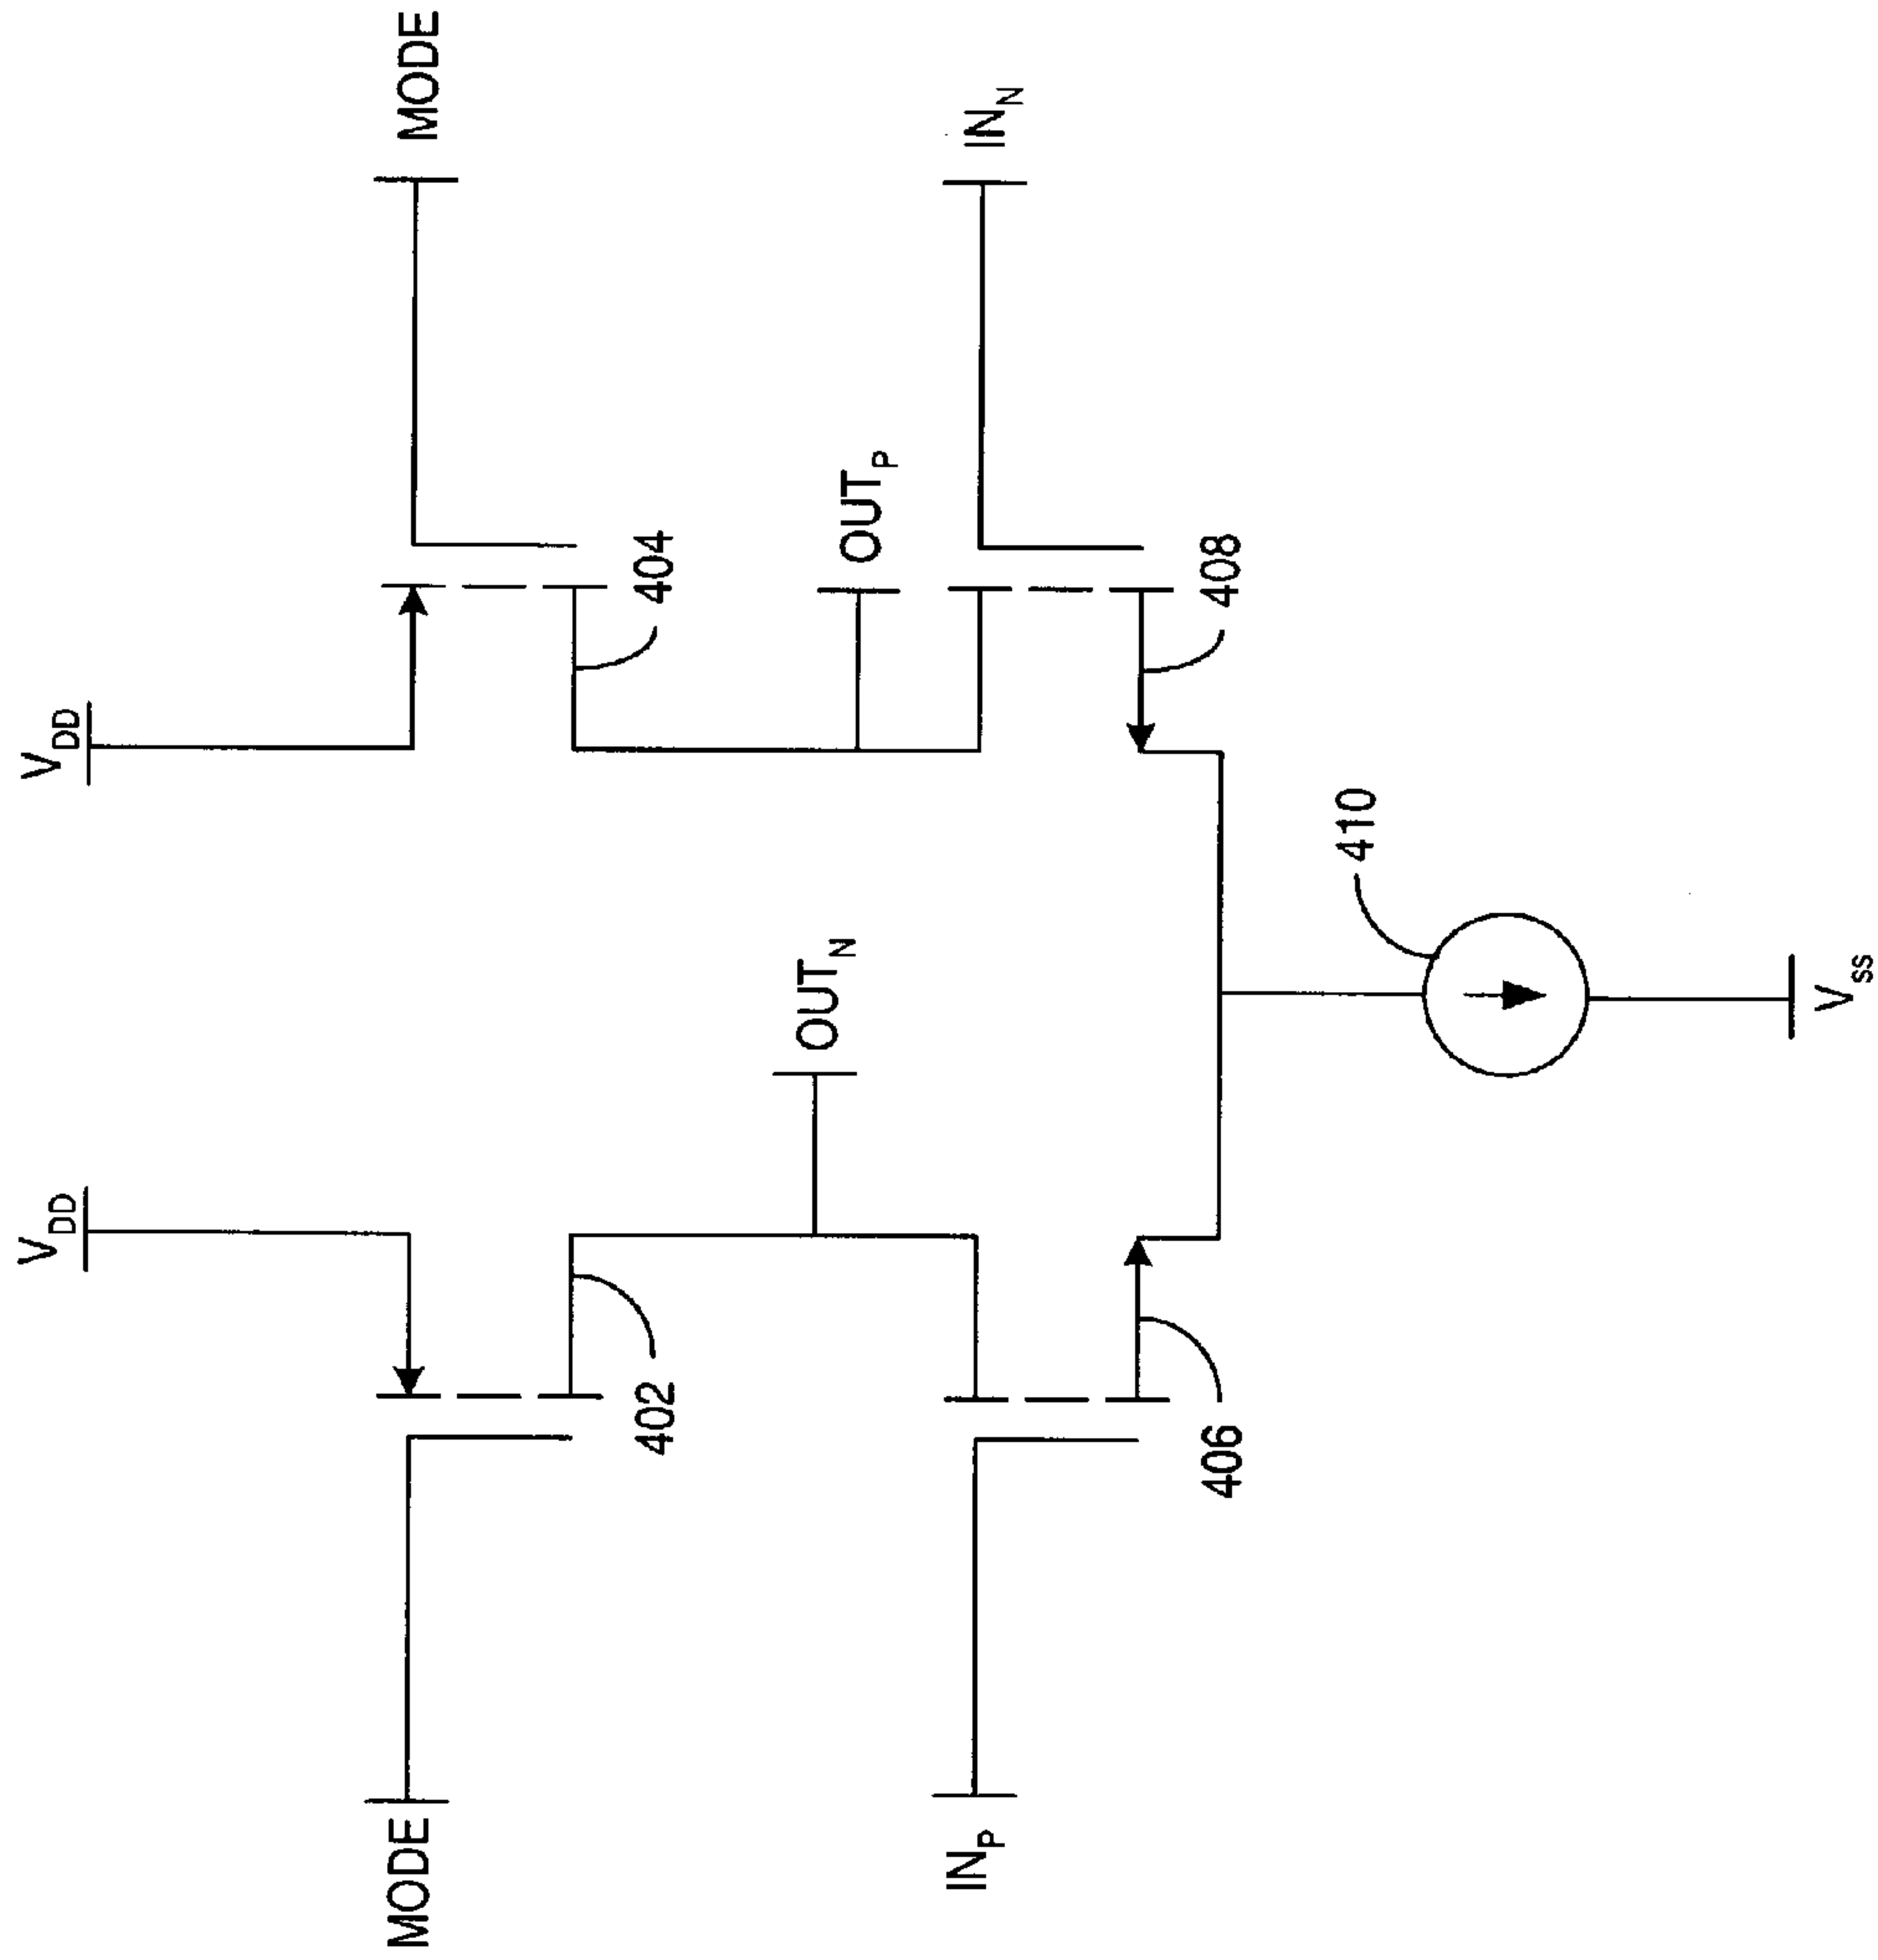 V_DD
V_DD
MODE
MODE
402
404
OUT_N
OUT_P
IN_P
IN_N
406
408
410
V_SS